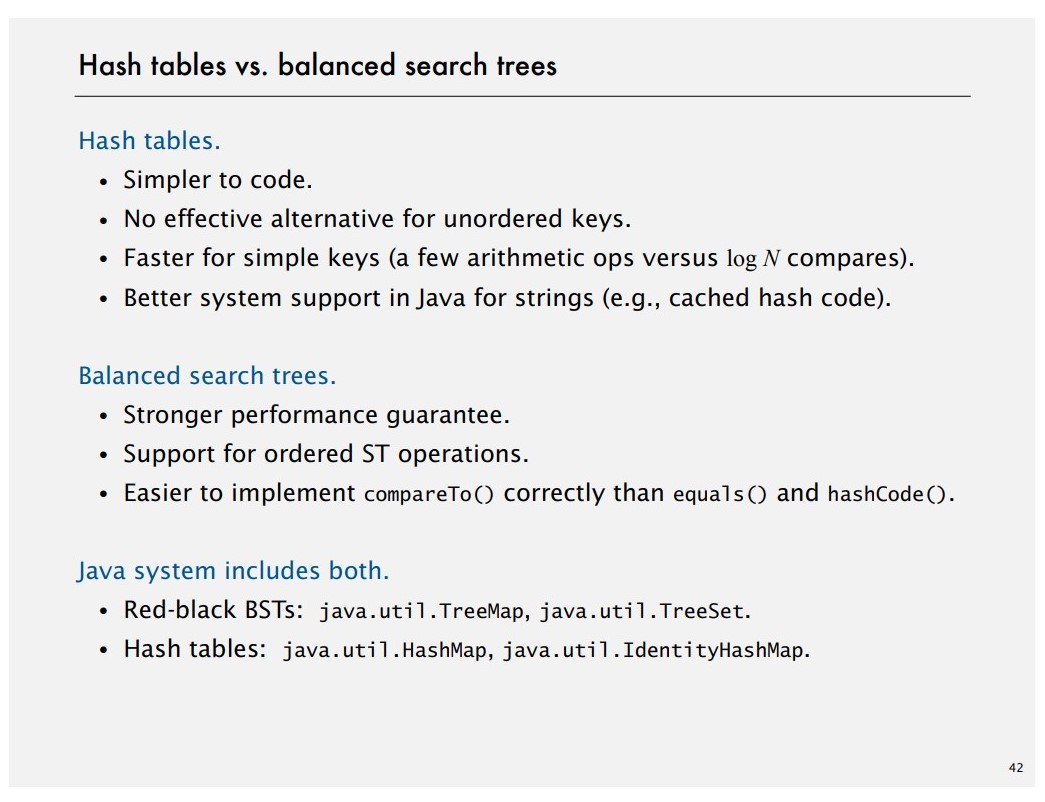 Hash tables vs. balanced search trees
Hash tables.
• Simpler to code.
• No effective alternative for unordered keys.
• Faster for simple keys (a few arithmetic ops versus log N compares).
• Better system support in Java for strings (e.g., cached hash code).
Balanced search trees.
• Stronger performance guarantee.
• Support for ordered ST operations.
• Easier to implement compareTo() correctly than equals() and hashCode().
Java system includes both.
• Red-black BSTs: java.util.TreeMap, java.util.TreeSet.
• Hash tables: java.util.HashMap, java.util.IdentityHashMap.
42